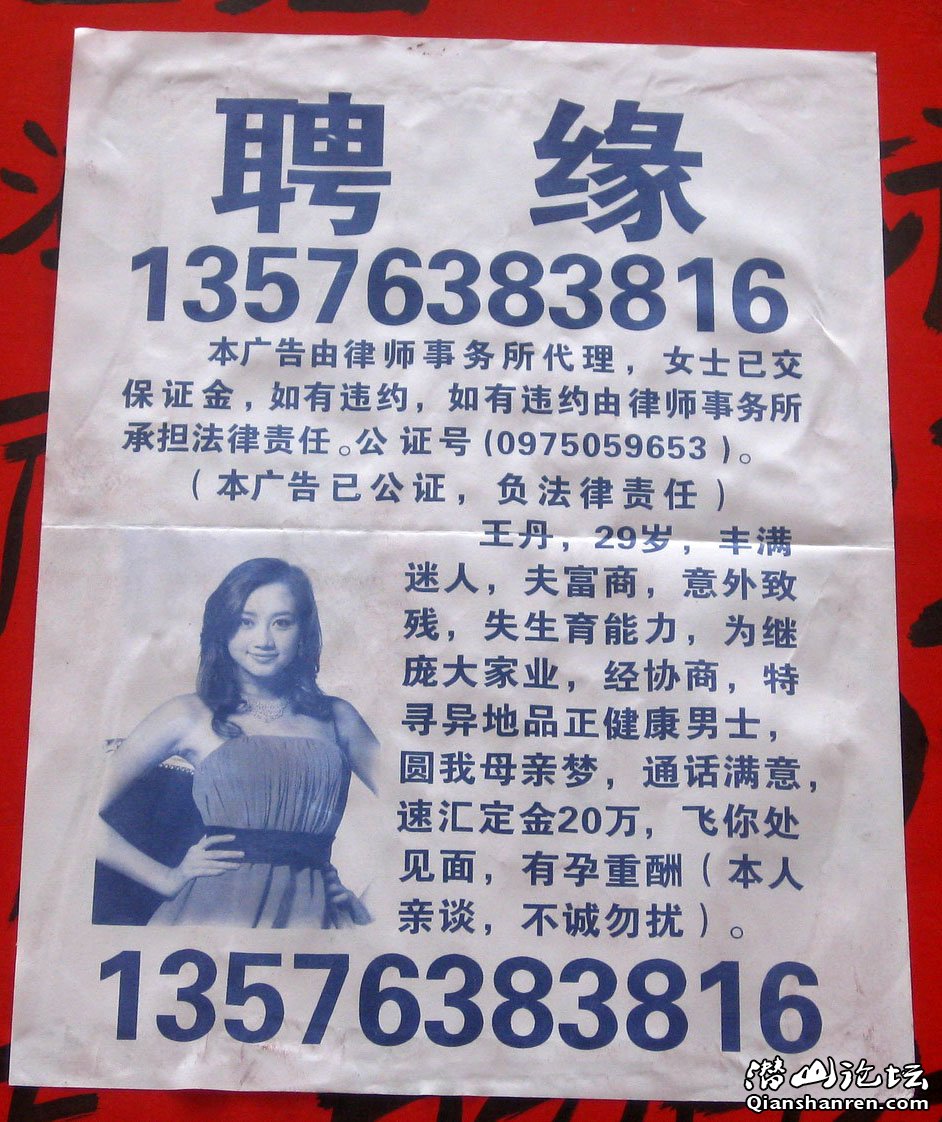 聘 缘
13576383816
本广告由律师事务所代理，女士已交
保证金，如有违约，如有违约由律师事务所
承担法律责任。公证号(0975059653)。
（本广告已公证，负法律责任）
王丹，29岁，丰满
迷人，夫富商，意外致
残，失生育能力，为继
庞大家业，经协商，特
寻异地品正健康男士，
圆我母亲梦，通话满意，
速汇定金20万，飞你处
见面，有孕重酬（本人
亲谈，不诚勿扰）。
13576383816
潜山论坛
Qianshanren.com